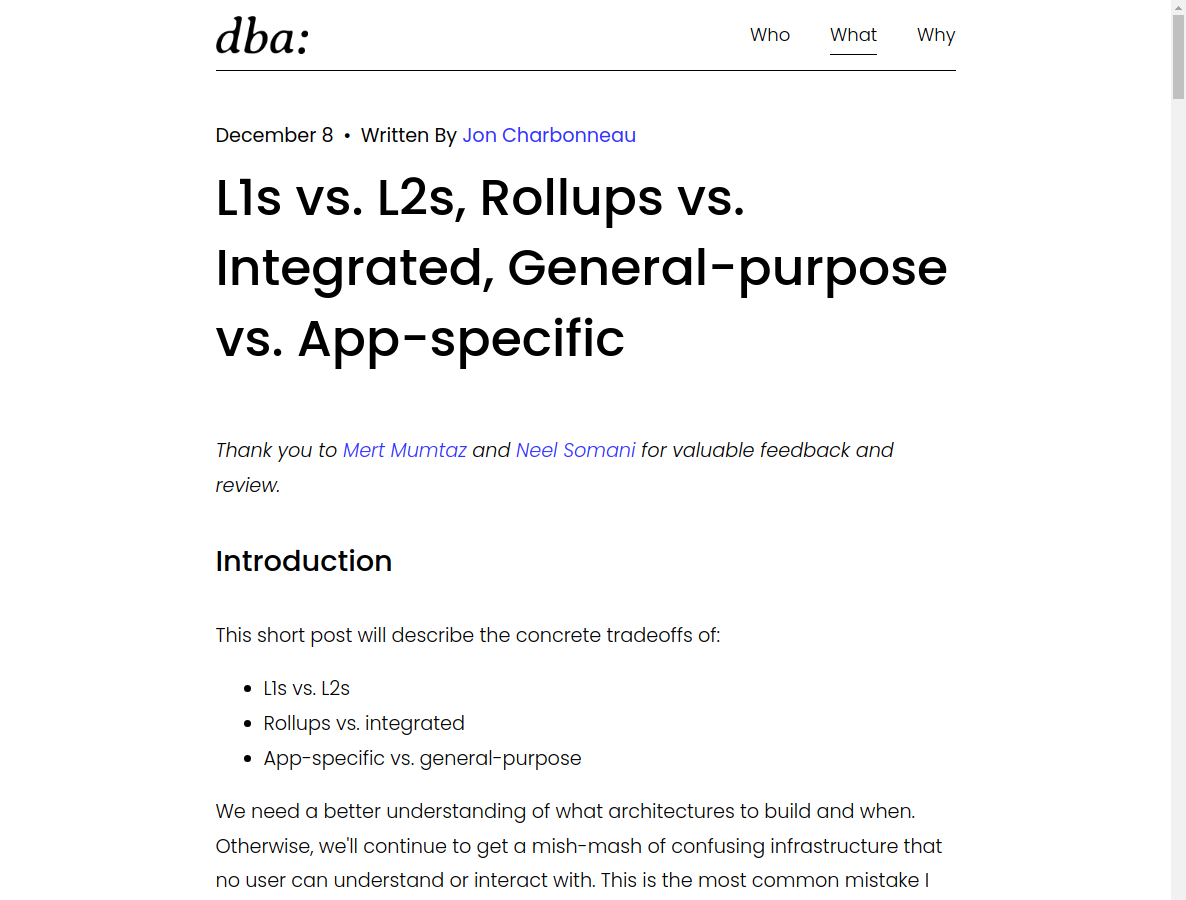 dba:
Who What Why
December 8 • Written By Jon Charbonneau
L1s vs. L2s, Rollups vs.
Integrated, General-purpose
vs. App-specific
Thank you to Mert Mumtaz and Neel Somani for valuable feedback and
review.
Introduction
This short post will describe the concrete tradeoffs of:
• L1s vs. L2s
• Rollups vs. integrated
• App-specific vs. general-purpose
We need a better understanding of what architectures to build and when.
Otherwise, we'll continue to get a mish-mash of confusing infrastructure that
no user can understand or interact with. This is the most common mistake I